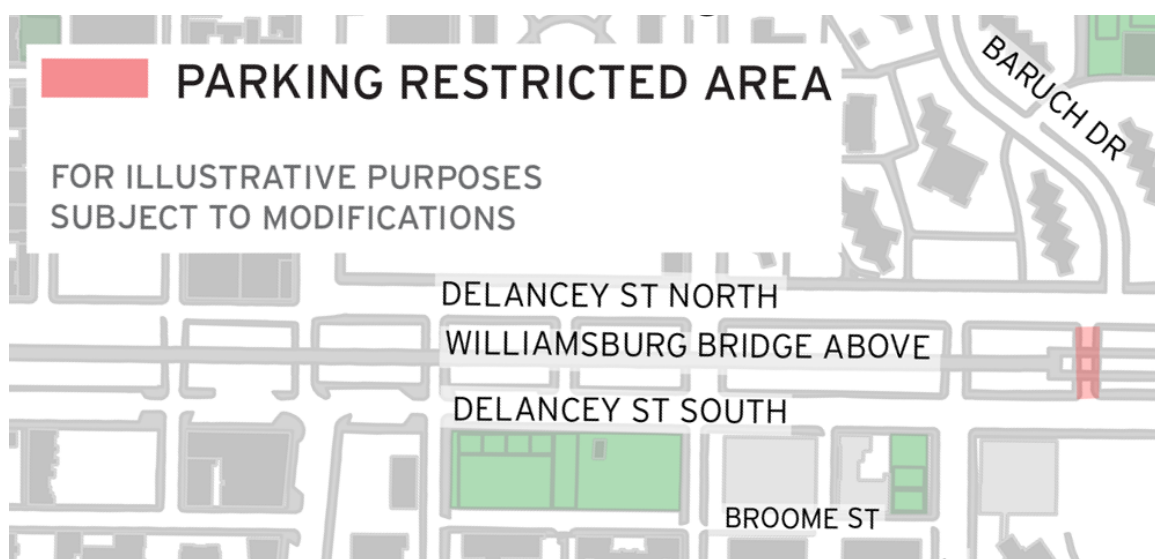 PARKING RESTRICTED AREA
FOR ILLUSTRATIVE PURPOSES
SUBJECT TO MODIFICATIONS
BARUCH DR
DELANCEY ST NORTH
WILLIAMSBURG BRIDGE ABOVE
DELANCEY ST SOUTH
BROOME ST